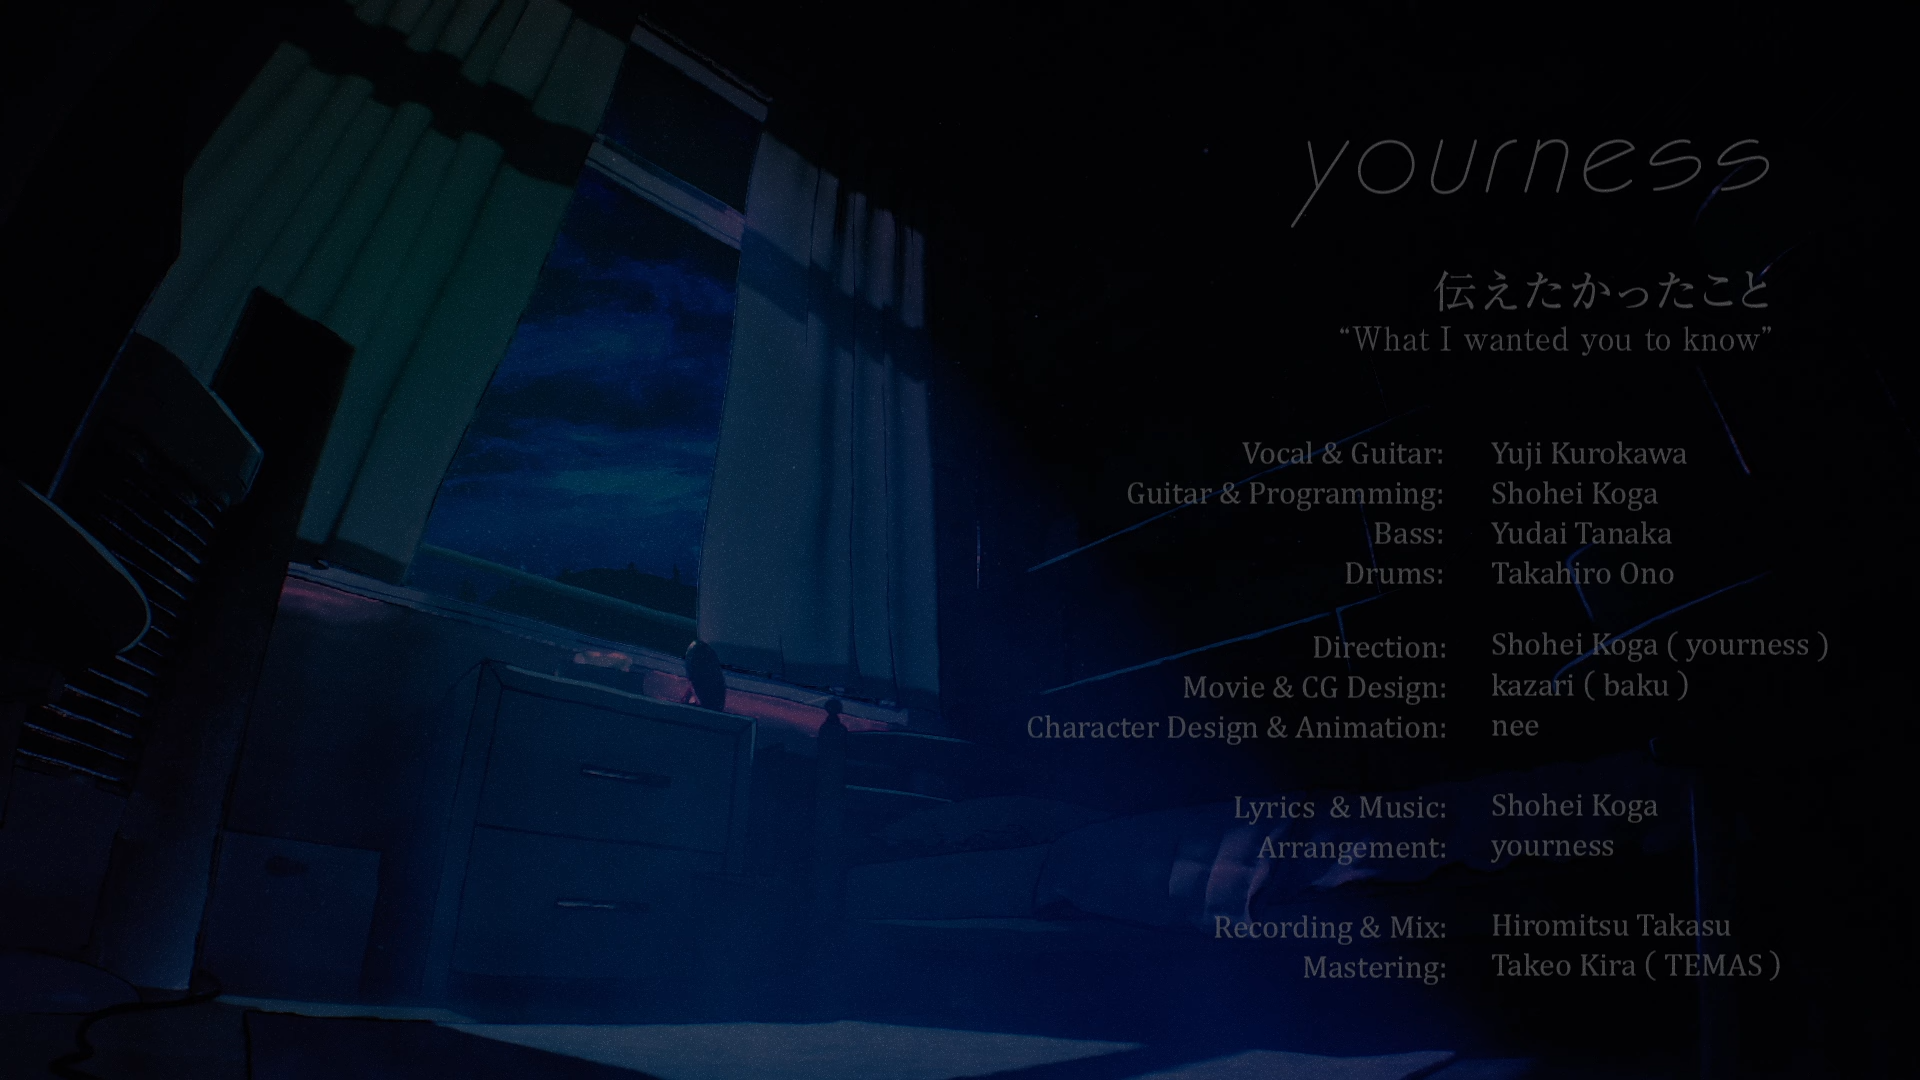 yourness
伝えたかったこと
“What I wanted you to know”
Vocal & Guitar: Yuji Kurokawa
Guitar & Programming: Shohei Koga
Bass: Yudai Tanaka
Drums: Takahiro Ono
Direction: Shohei Koga ( yourness )
Movie & CG Design: kazari ( baku )
Character Design & Animation: nee
Lyrics & Music: Shohei Koga
Arrangement: yourness
Recording & Mix: Hiromitsu Takasu
Mastering: Takeo Kira ( TEMAS )